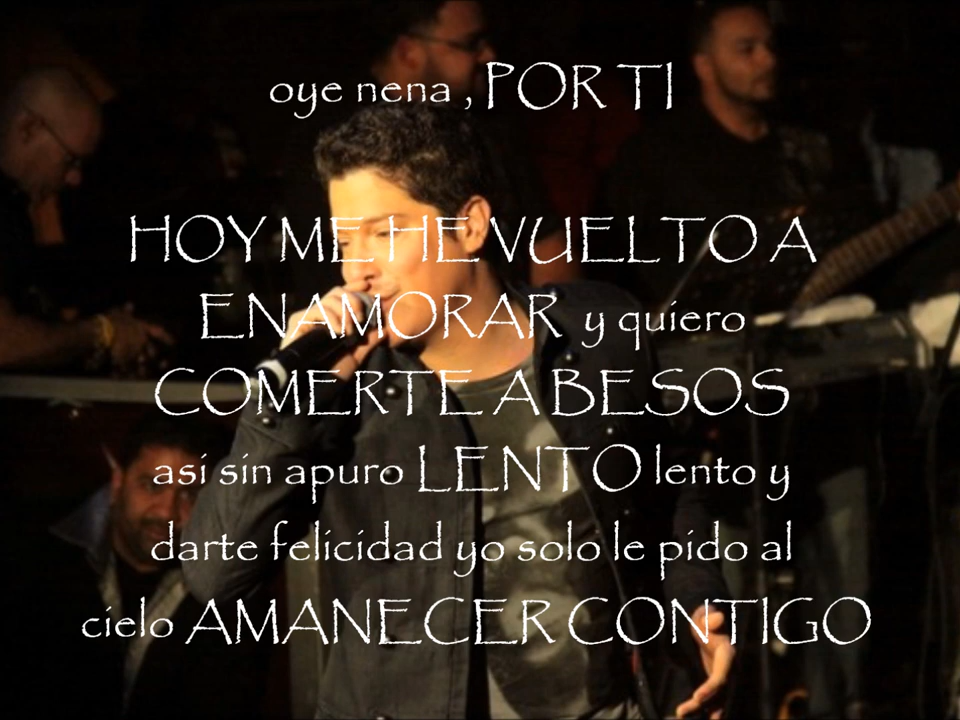 oye nena , POR TI
HOY ME HE VUELTO A
ENAMORAR y quiero
COMERTE A BESOS
asi sin apuro LENTO lento y
darte felicidad yo solo le pido al
cielo AMANECER CONTIGO